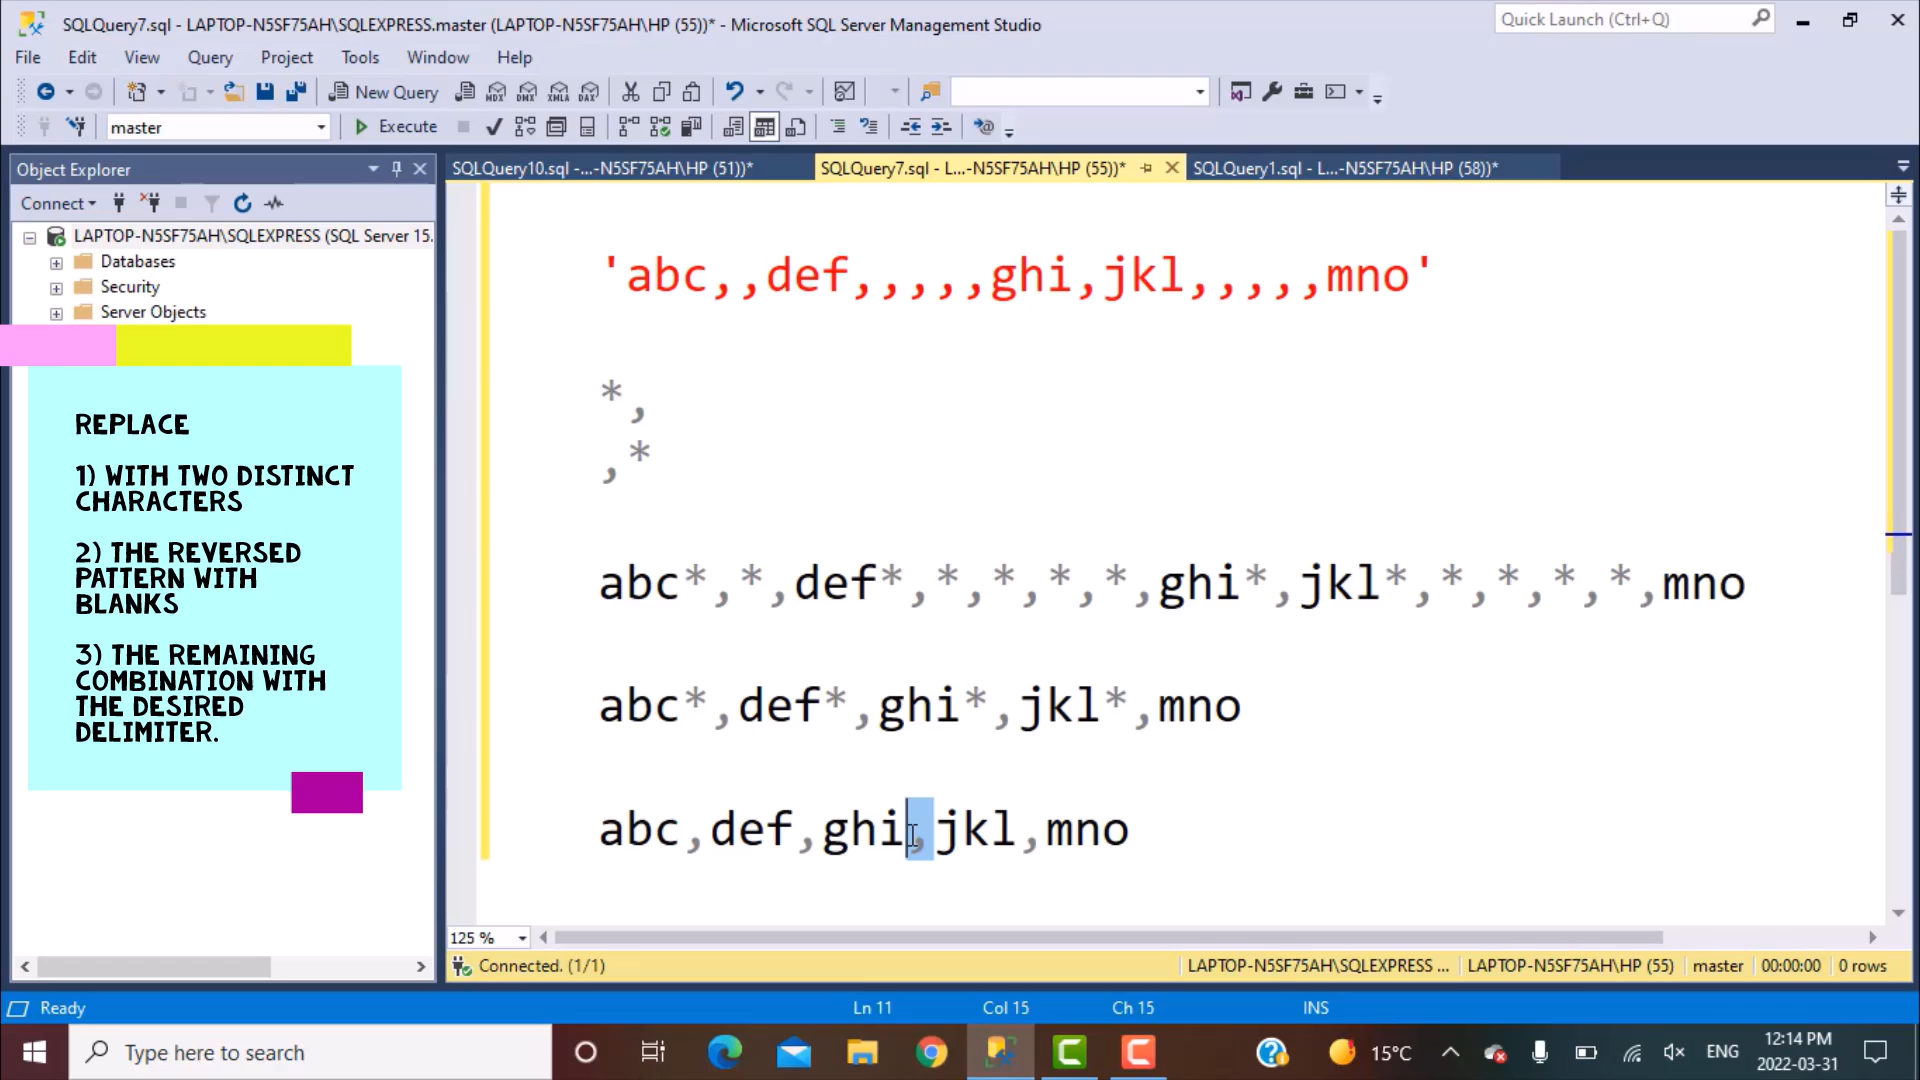 SQLQuery7.sql - LAPTOP-N5SF75AH\SQLEXPRESS.master (LAPTOP-N5SF75AH\HP (55))* - Microsoft SQL Server Management Studio
Quick Launch (Ctrl+Q)
File Edit View Query Project Tools Window Help
New Query MDX DMX XMLA DAX
master Execute
Object Explorer
SQLQuery10.sql -...-N5SF75AH\HP (51))* SQLQuery7.sql - L...-N5SF75AH\HP (55))* SQLQuery1.sql - L...-N5SF75AH\HP (58))*
Connect
LAPTOP-N5SF75AH\SQLEXPRESS (SQL Server 15.
Databases
Security
Server Objects
REPLACE
1) WITH TWO DISTINCT
CHARACTERS
2) THE REVERSED
PATTERN WITH
BLANKS
3) THE REMAINING
COMBINATION WITH
THE DESIRED
DELIMITER.
'abc,,def,,,,,ghi,jkl,,,,,mno'
*,
,*
abc*,*,def*,*,*,*,*,ghi*,jkl*,*,*,*,*,mno
abc*,def*,ghi*,jkl*,mno
abc,def,ghi,jkl,mno
125 %
Connected. (1/1)
LAPTOP-N5SF75AH\SQLEXPRESS ... LAPTOP-N5SF75AH\HP (55) master 00:00:00 0 rows
Ready Ln 11 Col 15 Ch 15 INS
Type here to search
15°C ENG
12:14 PM
2022-03-31